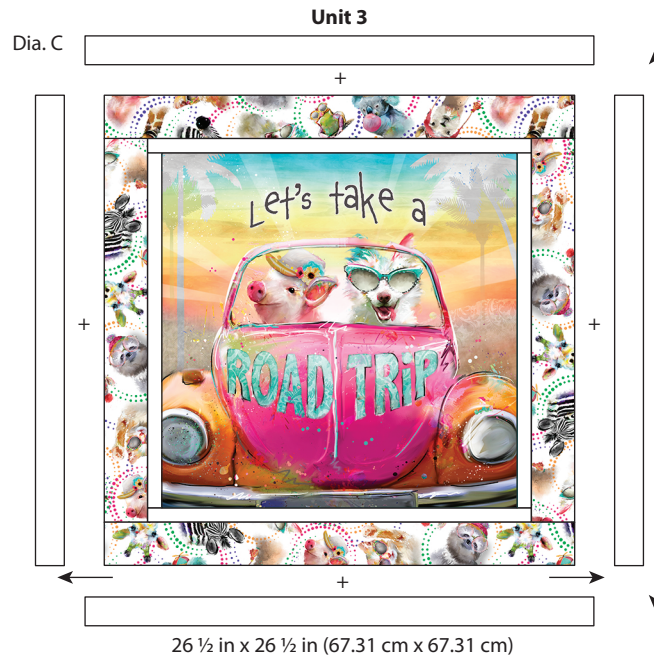 Unit 3
Dia. C
+
Let's take a
+
+
ROAD TRiP
+
26 ½ in x 26 ½ in (67.31 cm x 67.31 cm)